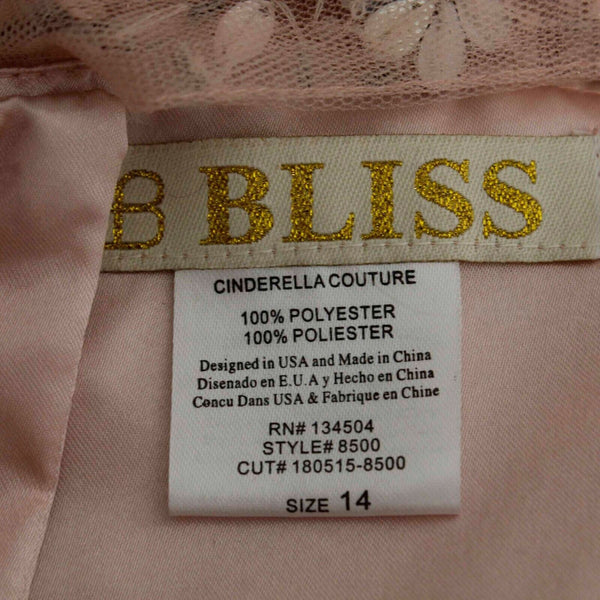 B BLISS
CINDERELLA COUTURE
100% POLYESTER
100% POLIESTER
Designed in USA and Made in China
Disenado en E.U.A y Hecho en China
Concu Dans USA & Fabrique en Chine
RN# 134504
STYLE# 8500
CUT# 180515-8500
SIZE 14